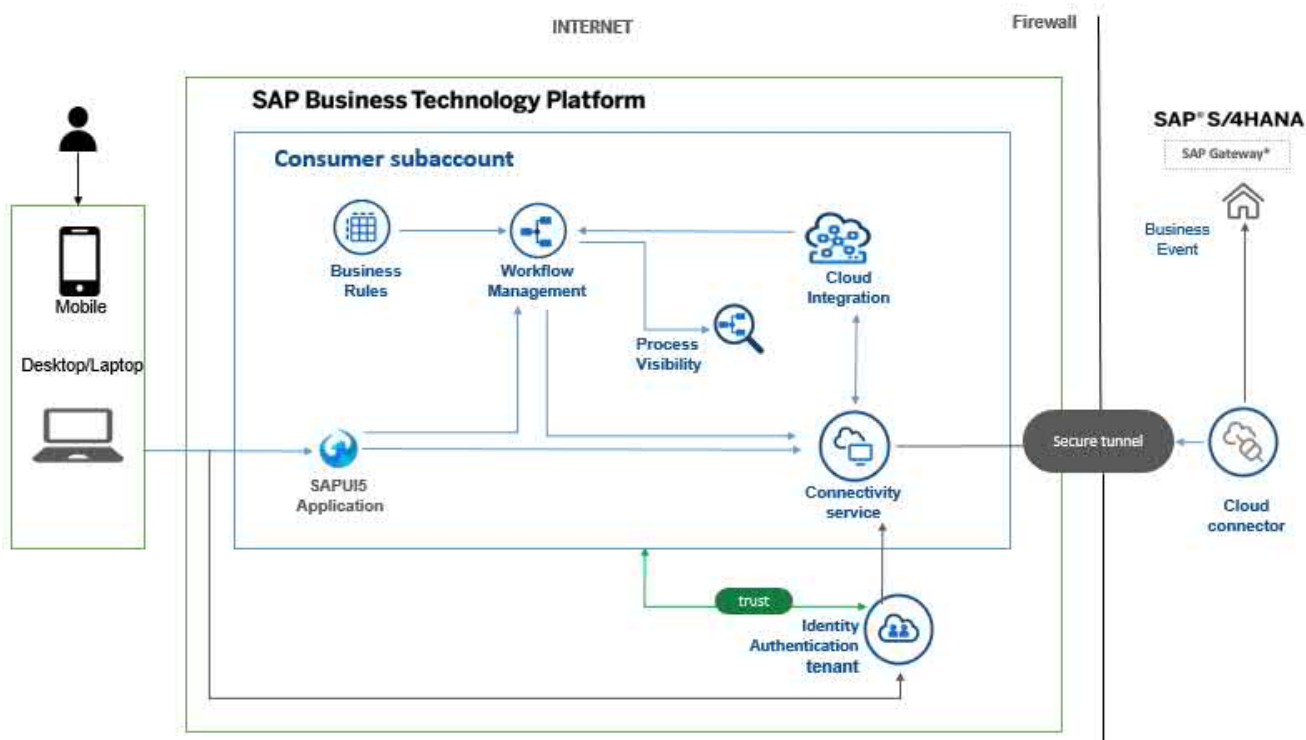 INTERNET
Firewall
SAP Business Technology Platform
SAP® S/4HANA
SAP Gateway*
Consumer subaccount
Business
Rules
Workflow
Management
Cloud
Integration
Business
Event
Mobile
Process
Visibility
Desktop/Laptop
Secure tunnel
SAPUI5
Application
Connectivity
service
Cloud
connector
trust
Identity
Authentication
tenant